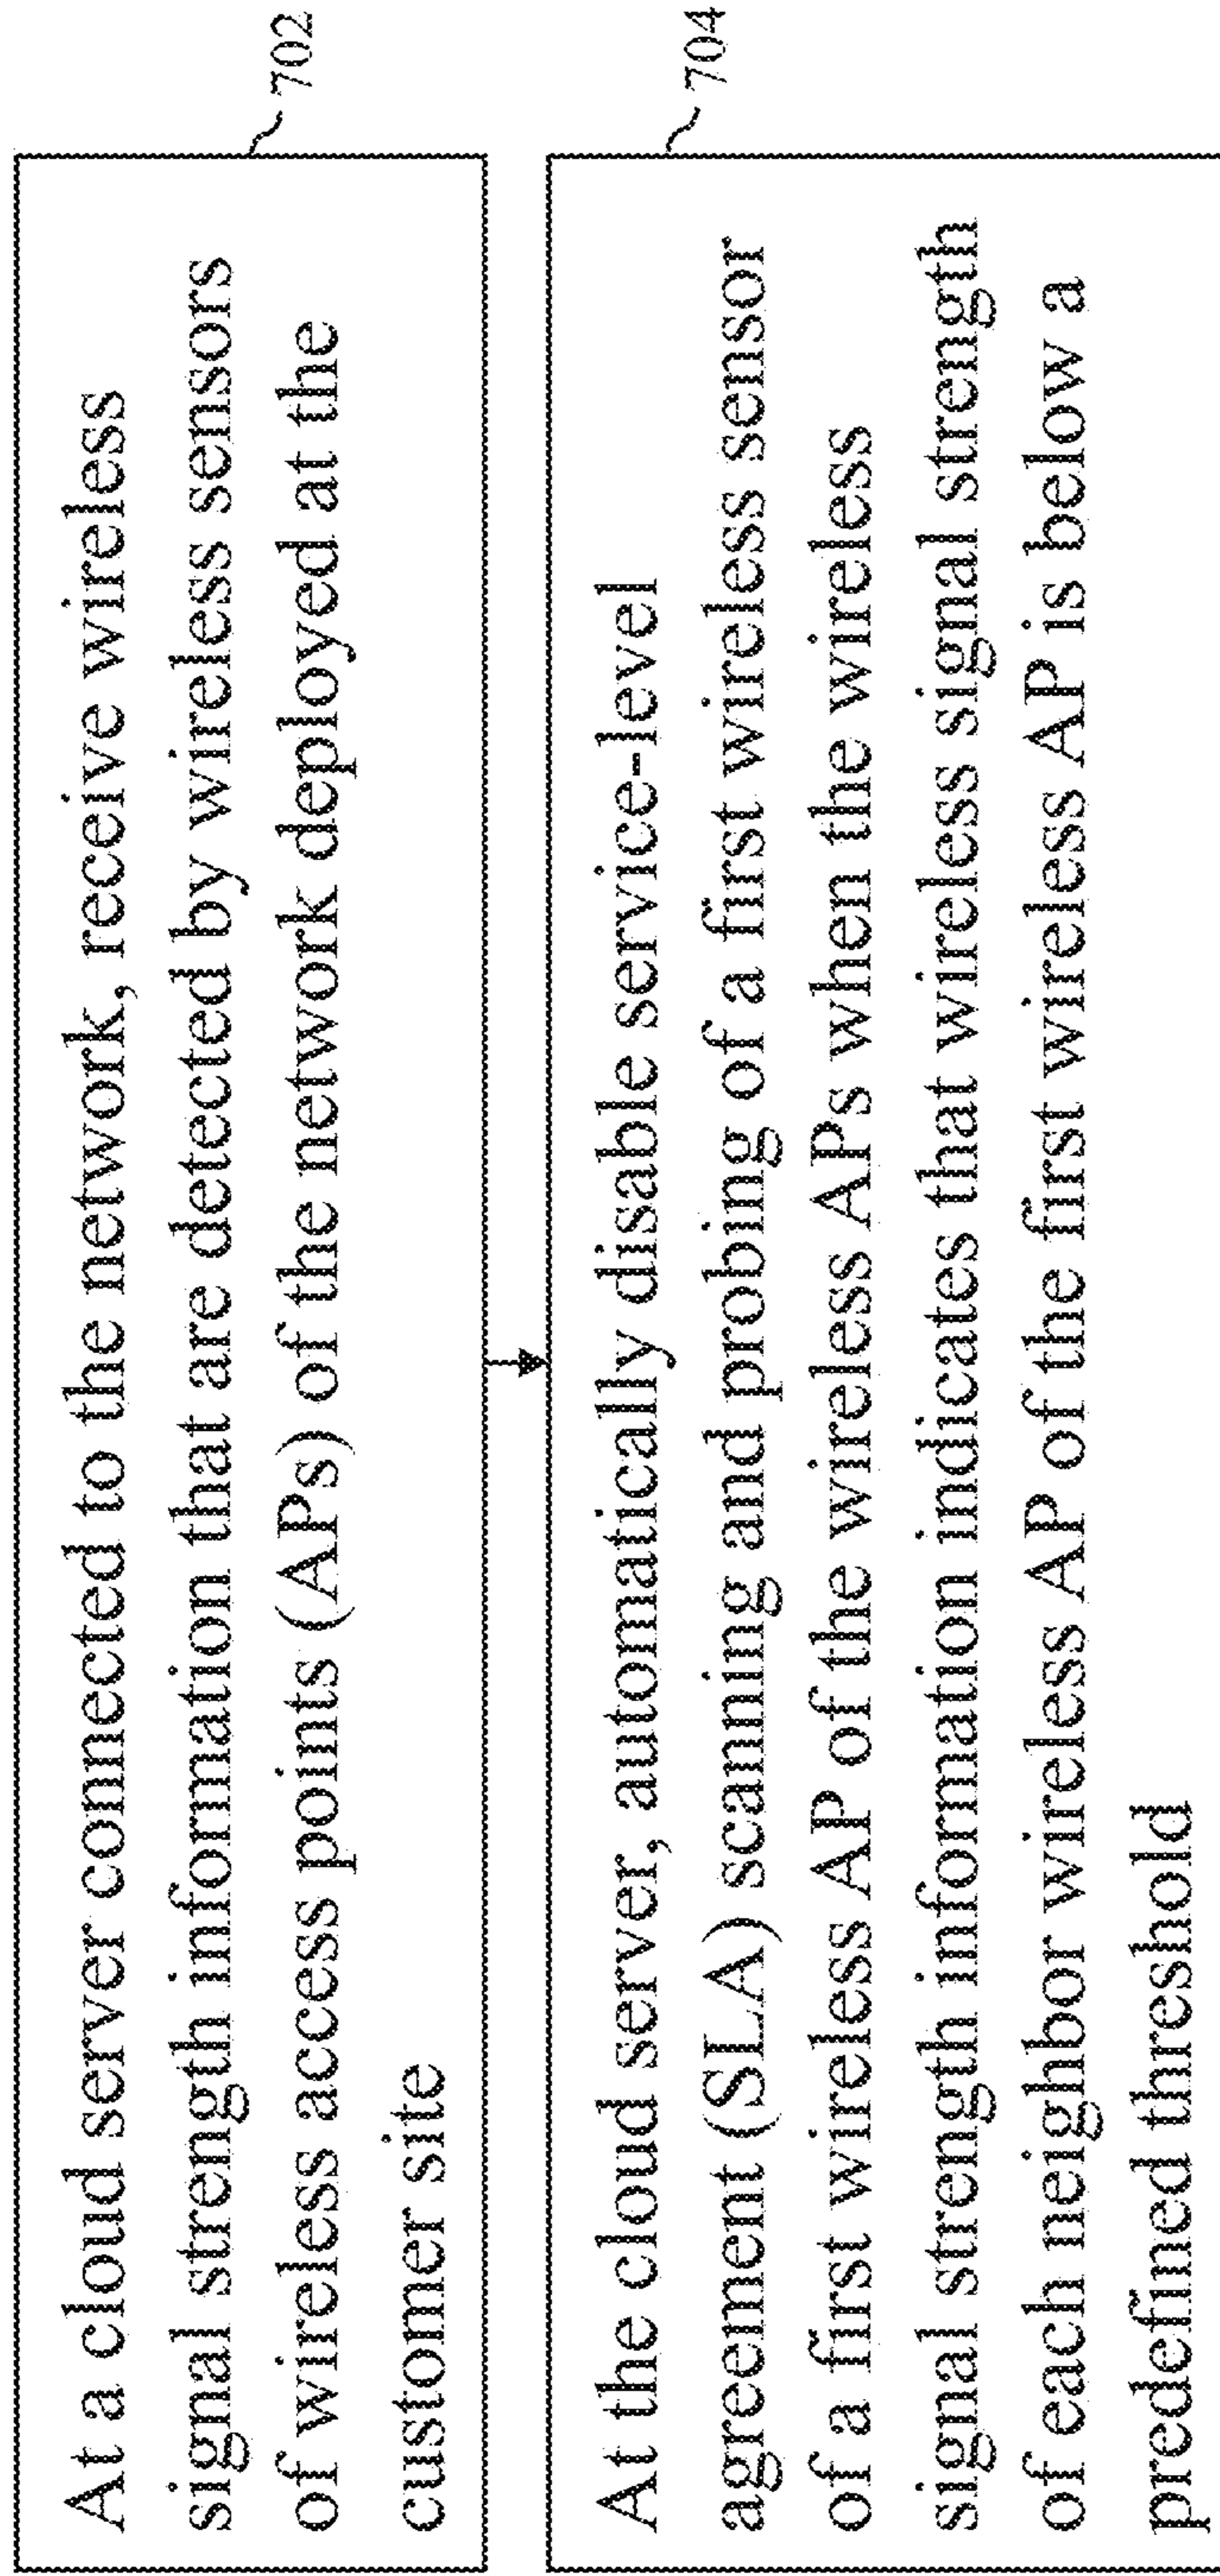 At a cloud server connected to the network, receive wireless
signal strength information that are detected by wireless sensors
of wireless access points (APs) of the network deployed at the
customer site
702
At the cloud server, automatically disable service-level
agreement (SLA) scanning and probing of a first wireless sensor
of a first wireless AP of the wireless APs when the wireless
signal strength information indicates that wireless signal strength
of each neighbor wireless AP of the first wireless AP is below a
predefined threshold
704